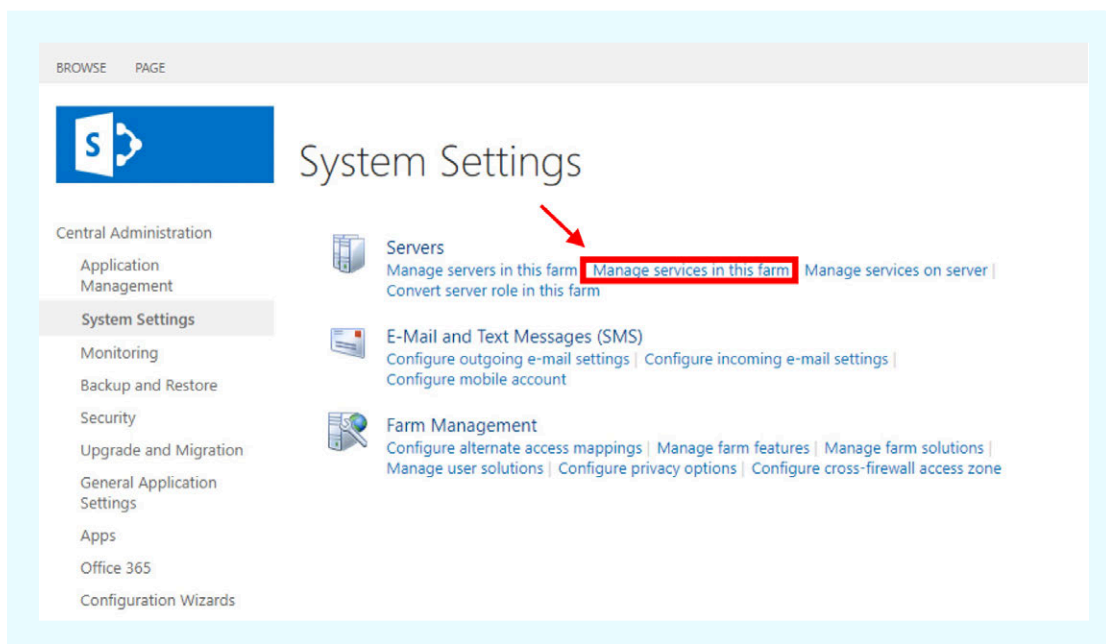 BROWSE PAGE
S
System Settings
Central Administration
Application
Management
System Settings
Monitoring
Backup and Restore
Security
Upgrade and Migration
General Application
Settings
Apps
Office 365
Configuration Wizards
Servers
Manage servers in this farm | Manage services in this farm | Manage services on server |
Convert server role in this farm
E-Mail and Text Messages (SMS)
Configure outgoing e-mail settings | Configure incoming e-mail settings |
Configure mobile account
Farm Management
Configure alternate access mappings | Manage farm features | Manage farm solutions |
Manage user solutions | Configure privacy options | Configure cross-firewall access zone